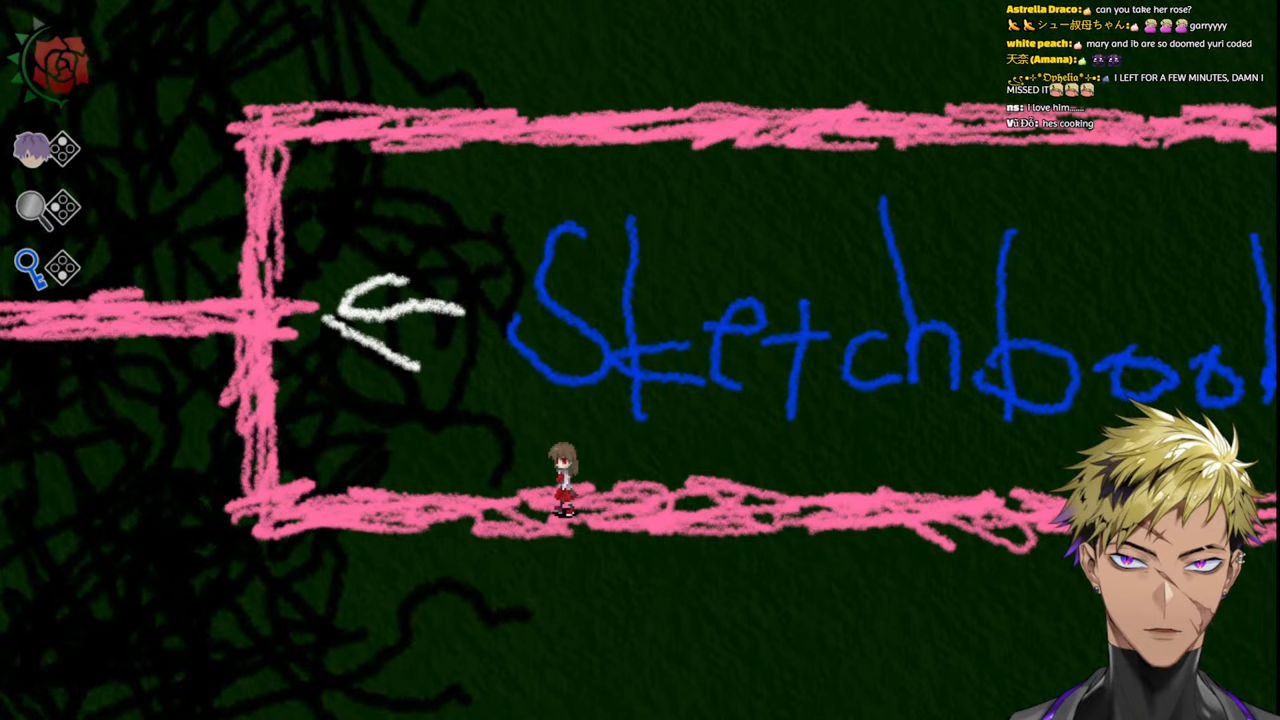 Astrella Draco: can you take her rose?
シュー叔母ちゃん: garryyyy
white peach: mary and ib are so doomed yuri coded
天奈 (Amana):
Ophelia: I LEFT FOR A FEW MINUTES, DAMN I
MISSED IT
ns: i love him......
Vũ Đỗ: hes cooking
Sketchbook